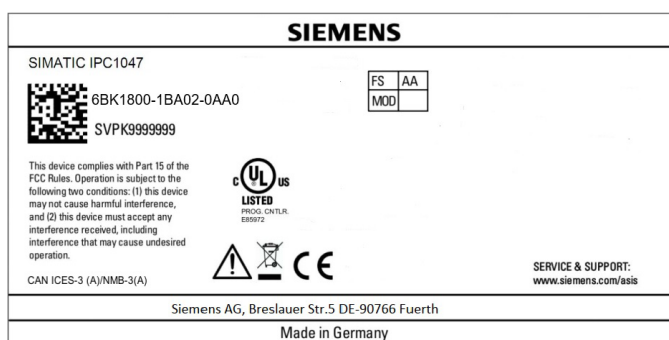 SIEMENS
SIMATIC IPC1047
6BK1800-1BA02-0AA0
SVPK9999999
FS AA
MOD
This device complies with Part 15 of the
FCC Rules. Operation is subject to the
following two conditions: (1) this device
may not cause harmful interference,
and (2) this device must accept any
interference received, including
interference that may cause undesired
operation.
CAN ICES-3 (A)/NMB-3(A)
C UL US
LISTED
PROG. CNTLR.
E85972
CE
SERVICE & SUPPORT:
www.siemens.com/asis
Siemens AG, Breslauer Str.5 DE-90766 Fuerth
Made in Germany